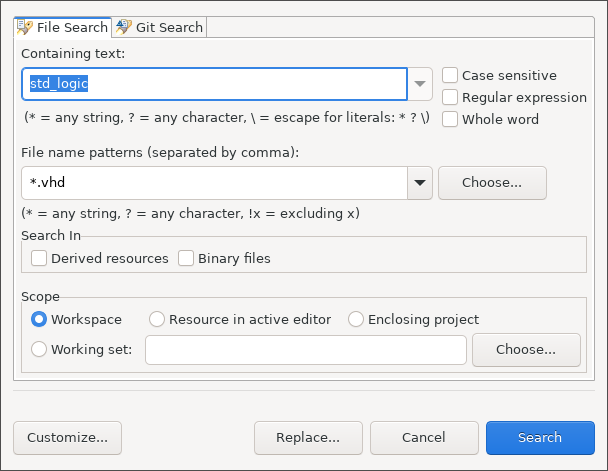 File Search Git Search
Containing text:
std_logic
Case sensitive
Regular expression
(* = any string, ? = any character, \ = escape for literals: * ? \) Whole word
File name patterns (separated by comma):
*.vhd Choose...
(* = any string, ? = any character, !x = excluding x)
Search In
Derived resources Binary files
Scope
Workspace Resource in active editor Enclosing project
Working set: Choose...
Customize... Replace... Cancel Search